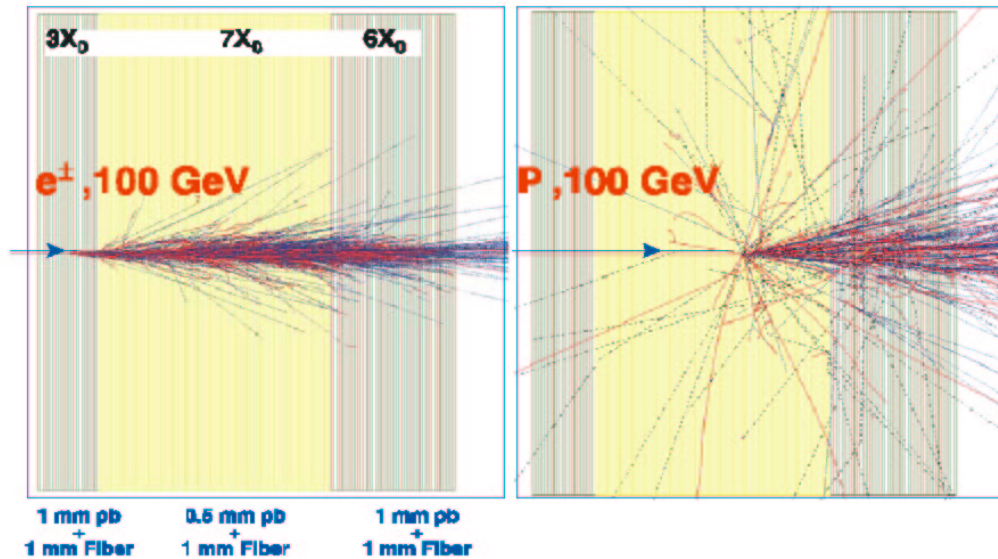 3X₀ 7X₀ 6X₀
e± ,100 GeV
P ,100 GeV
1 mm pb
+
1 mm Fiber
0.5 mm pb
+
1 mm Fiber
1 mm pb
+
1 mm Fiber